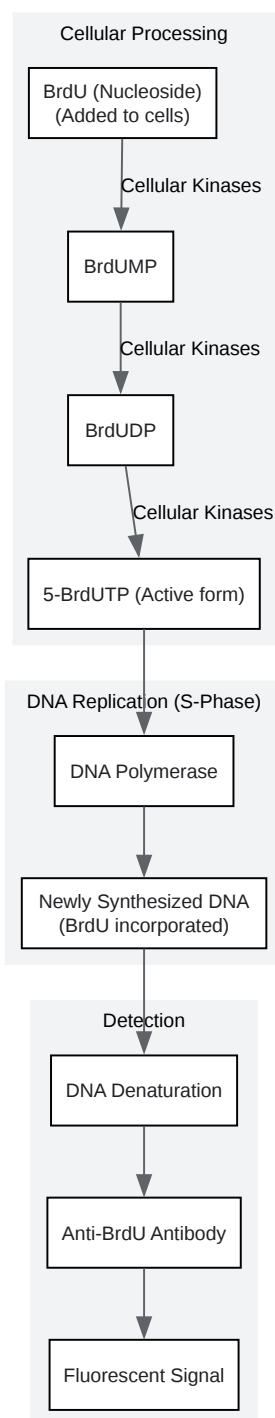 Cellular Processing
BrdU (Nucleoside)
(Added to cells)
Cellular Kinases
BrdUMP
Cellular Kinases
BrdUDP
Cellular Kinases
5-BrdUTP (Active form)
DNA Replication (S-Phase)
DNA Polymerase
Newly Synthesized DNA
(BrdU incorporated)
Detection
DNA Denaturation
Anti-BrdU Antibody
Fluorescent Signal